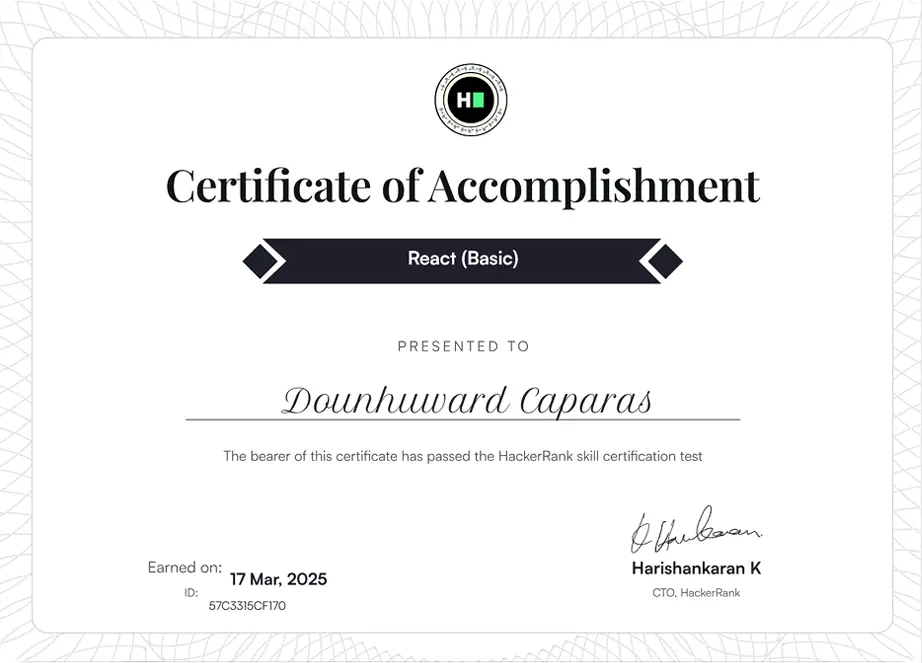 H
Certificate of Accomplishment
React (Basic)
PRESENTED TO
Dounhuward Caparas
The bearer of this certificate has passed the HackerRank skill certification test
Earned on: 17 Mar, 2025
ID: 57C3315CF170
Harishankaran K
CTO, HackerRank